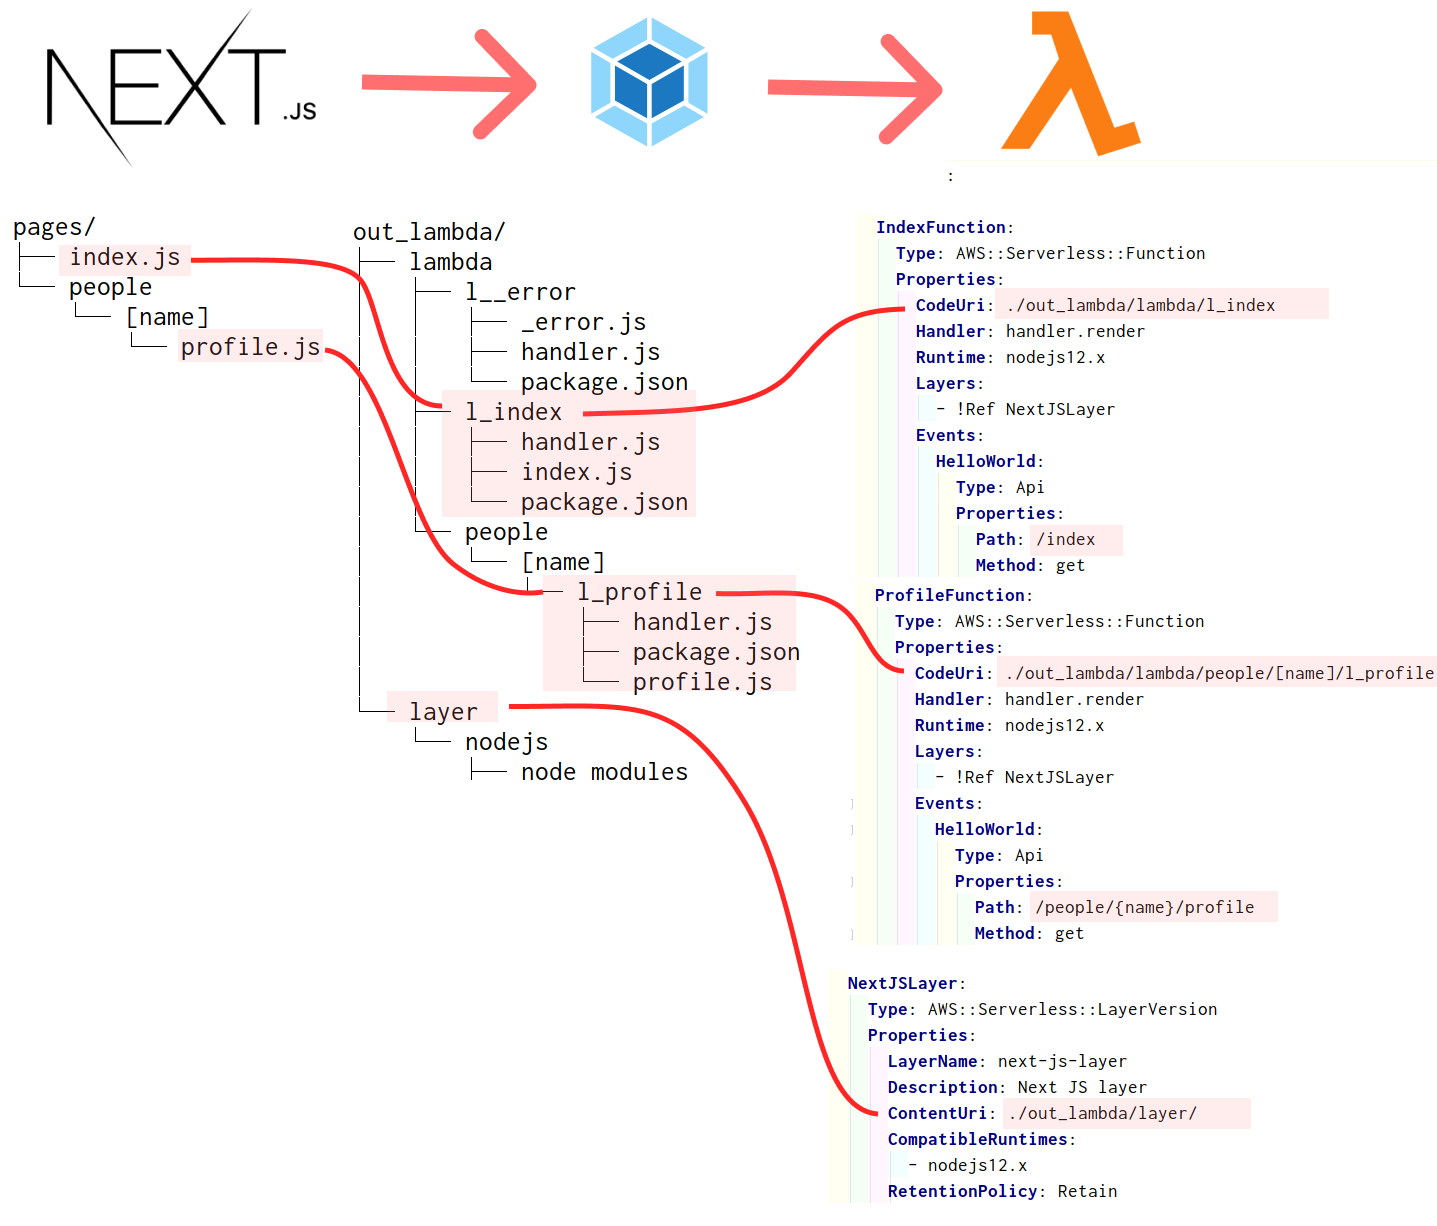 NEXT.JS
:
pages/
index.js
people
[name]
profile.js
out_lambda/
lambda
l__error
_error.js
handler.js
package.json
l_index
handler.js
index.js
package.json
people
[name]
l_profile
handler.js
package.json
profile.js
layer
nodejs
node modules
IndexFunction:
Type: AWS::Serverless::Function
Properties:
CodeUri: ./out_lambda/lambda/l_index
Handler: handler.render
Runtime: nodejs12.x
Layers:
- !Ref NextJSLayer
Events:
HelloWorld:
Type: Api
Properties:
Path: /index
Method: get
ProfileFunction:
Type: AWS::Serverless::Function
Properties:
CodeUri: ./out_lambda/lambda/people/[name]/l_profile
Handler: handler.render
Runtime: nodejs12.x
Layers:
- !Ref NextJSLayer
Events:
HelloWorld:
Type: Api
Properties:
Path: /people/{name}/profile
Method: get
NextJSLayer:
Type: AWS::Serverless::LayerVersion
Properties:
LayerName: next-js-layer
Description: Next JS layer
ContentUri: ./out_lambda/layer/
CompatibleRuntimes:
- nodejs12.x
RetentionPolicy: Retain